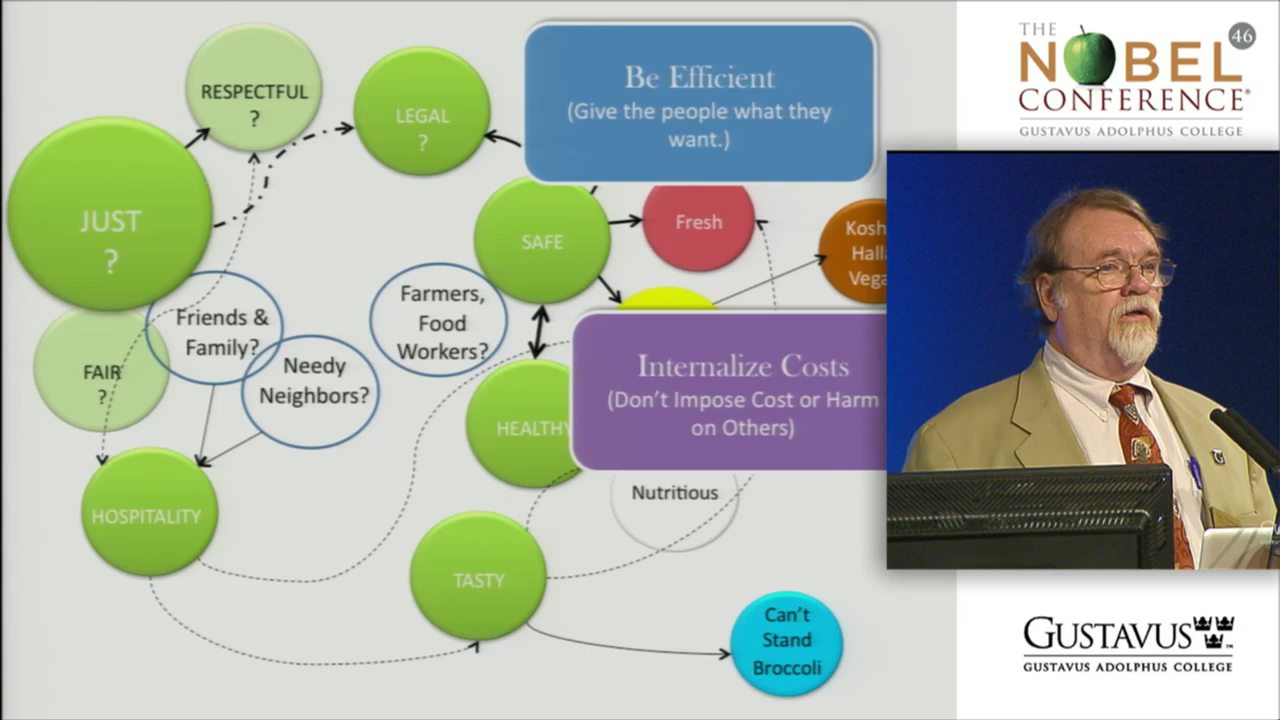 RESPECTFUL
?
LEGAL
?
Be Efficient
(Give the people what they
want.)
JUST
?
SAFE
Fresh
Friends &
Family?
Farmers,
Food
Workers?
FAIR
?
Needy
Neighbors?
Internalize Costs
(Don't Impose Cost or Harm
on Others)
HEALTHY
Nutritious
HOSPITALITY
TASTY
Can't
Stand
Broccoli
THE
NOBEL
46
CONFERENCE®
GUSTAVUS ADOLPHUS COLLEGE
GUSTAVUS™
GUSTAVUS ADOLPHUS COLLEGE